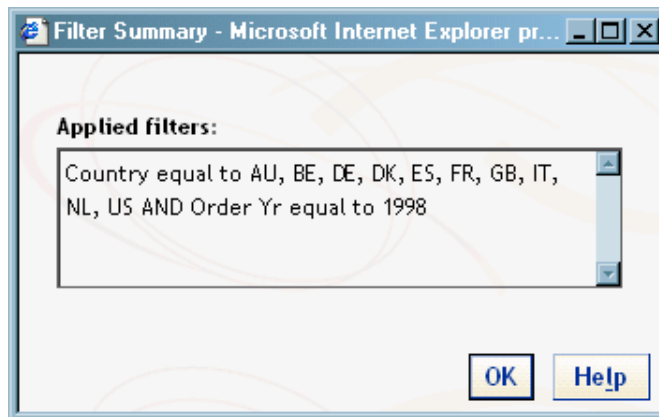 Filter Summary - Microsoft Internet Explorer pr...
Applied filters:
Country equal to AU, BE, DE, DK, ES, FR, GB, IT,
NL, US AND Order Yr equal to 1998
OK Help